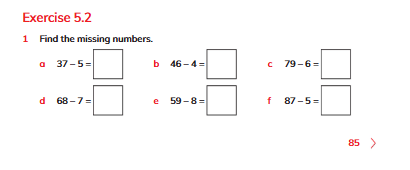 Exercise 5.2
1 Find the missing numbers.
a 37 – 5 = b 46 – 4 = c 79 – 6 =
d 68 – 7 = e 59 – 8 = f 87 – 5 =
85 >